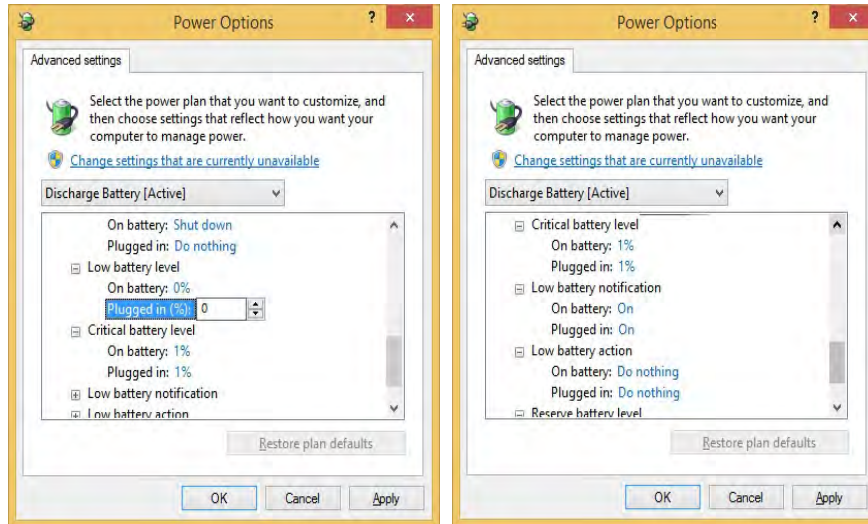 Power Options
?
×
Advanced settings
Select the power plan that you want to customize, and
then choose settings that reflect how you want your
computer to manage power.
Change settings that are currently unavailable
Discharge Battery [Active]
On battery: Shut down
Plugged in: Do nothing
Low battery level
On battery: 0%
Plugged in (%): 0
Critical battery level
On battery: 1%
Plugged in: 1%
Low battery notification
Low battery action
Restore plan defaults
OK
Cancel
Apply
Power Options
?
×
Advanced settings
Select the power plan that you want to customize, and
then choose settings that reflect how you want your
computer to manage power.
Change settings that are currently unavailable
Discharge Battery [Active]
Critical battery level
On battery: 1%
Plugged in: 1%
Low battery notification
On battery: On
Plugged in: On
Low battery action
On battery: Do nothing
Plugged in: Do nothing
Reserve battery level
Restore plan defaults
OK
Cancel
Apply